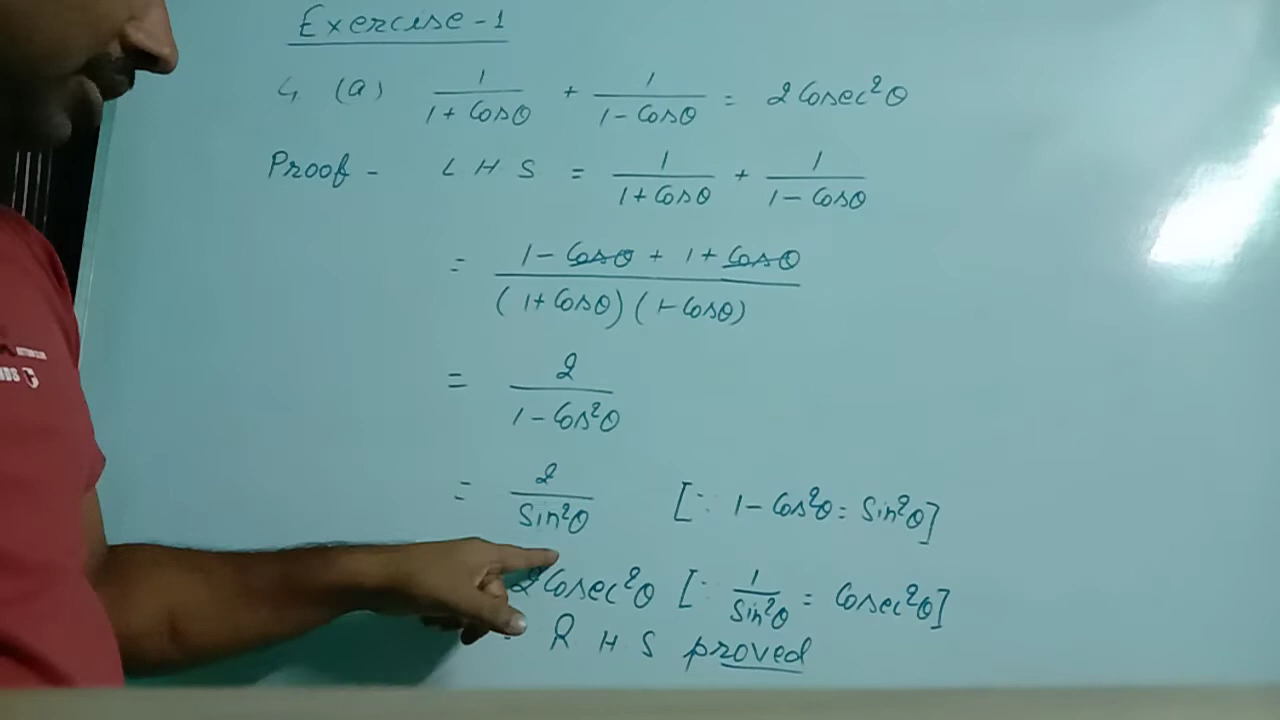 Exercise-1
4 (a) 1/(1+Cosθ) + 1/(1-Cosθ) = 2Cosec²θ
Proof - LHS = 1/(1+Cosθ) + 1/(1-Cosθ)
= (1-Cosθ + 1+Cosθ)/((1+Cosθ)(1-Cosθ))
= 2/(1-Cos²θ)
= 2/Sin²θ [∵ 1-Cos²θ = Sin²θ]
2Cosec²θ [∵ 1/Sin²θ = Cosec²θ]
= RHS proved